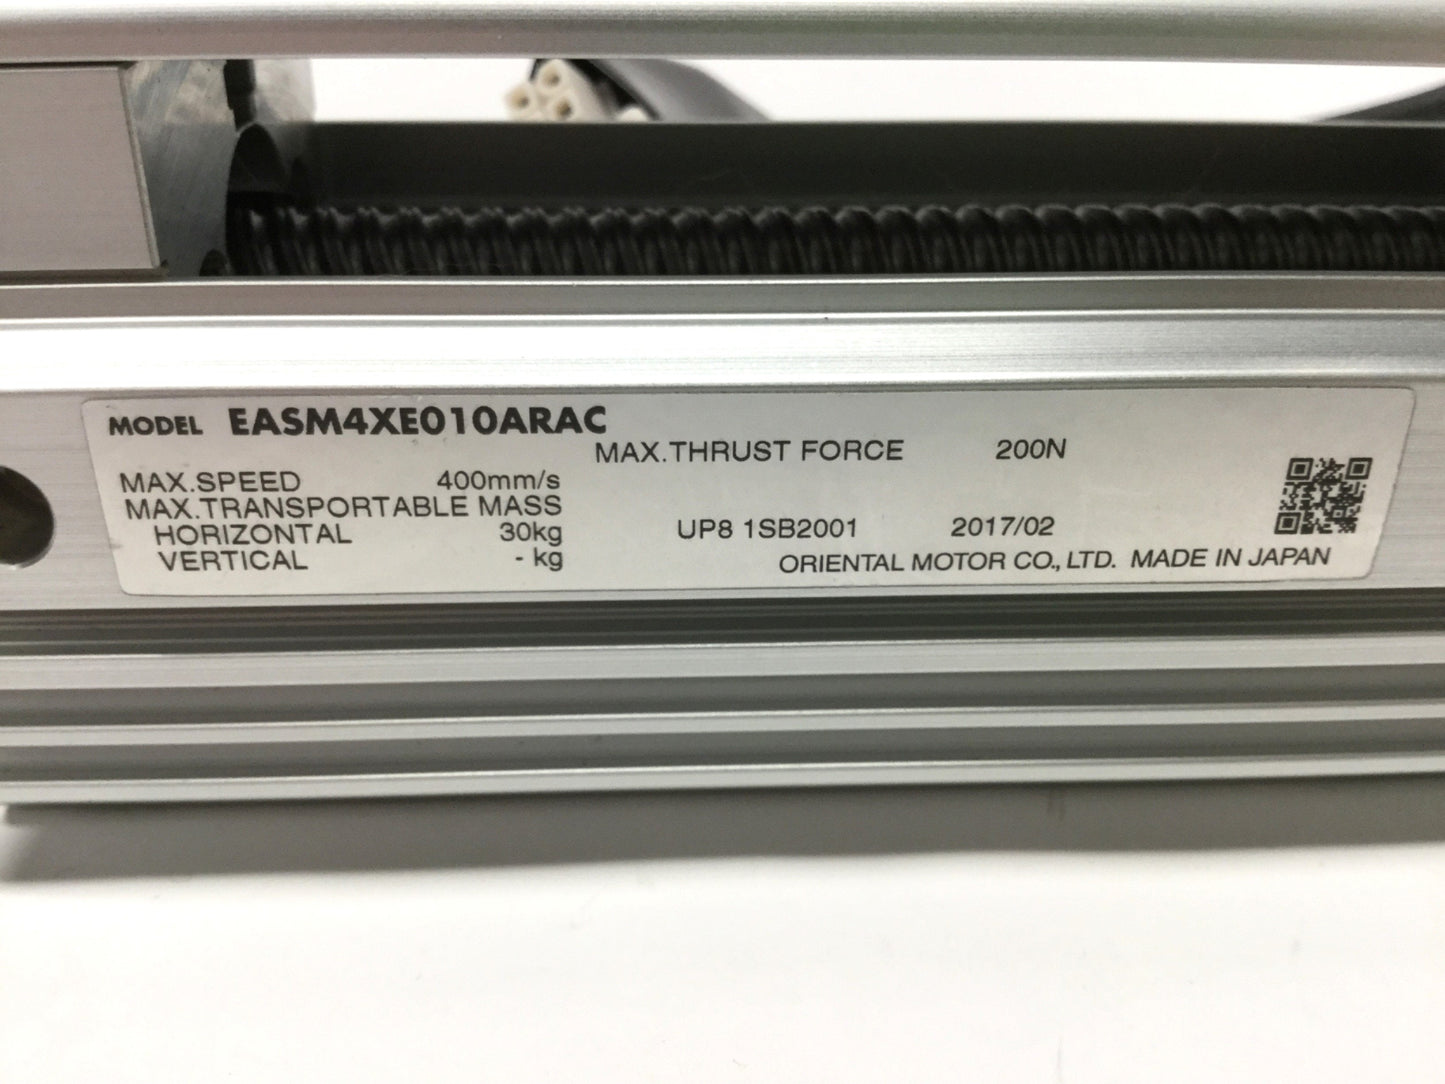 MODEL EASM4XE010ARAC
MAX.THRUST FORCE 200N
MAX.SPEED 400mm/s
MAX.TRANSPORTABLE MASS
HORIZONTAL 30kg
VERTICAL - kg
UP8 1SB2001 2017/02
ORIENTAL MOTOR CO., LTD. MADE IN JAPAN